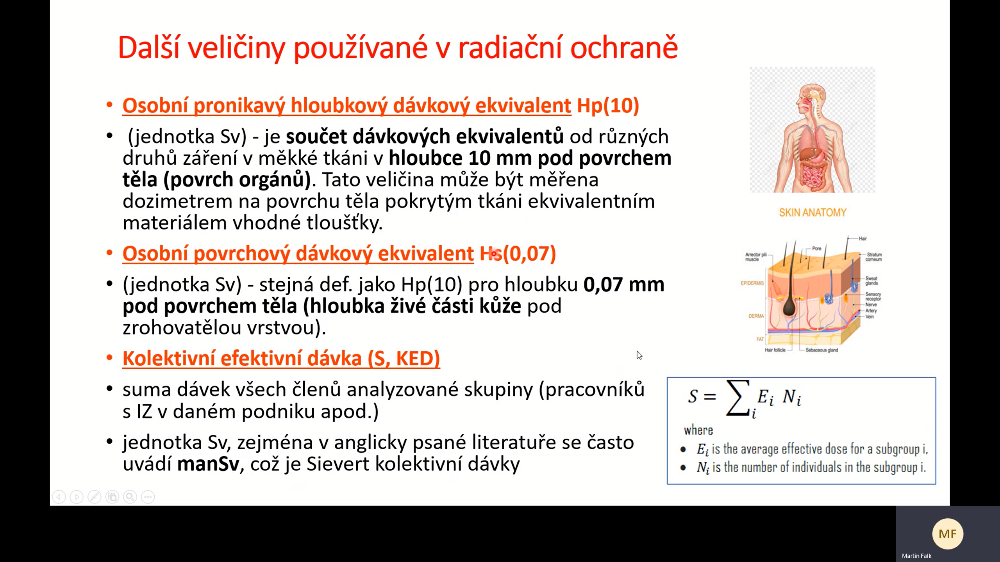 Další veličiny používané v radiační ochraně
• Osobní pronikavý hloubkový dávkový ekvivalent Hp(10)
• (jednotka Sv) - je součet dávkových ekvivalentů od různých
druhů záření v měkké tkáni v hloubce 10 mm pod povrchem
těla (povrch orgánů). Tato veličina může být měřena
dozimetrem na povrchu těla pokrytým tkáni ekvivalentním
materiálem vhodné tloušťky.
• Osobní povrchový dávkový ekvivalent Hs(0,07)
• (jednotka Sv) - stejná def. jako Hp(10) pro hloubku 0,07 mm
pod povrchem těla (hloubka živé části kůže pod
zrohovatělou vrstvou).
• Kolektivní efektivní dávka (S, KED)
• suma dávek všech členů analyzované skupiny (pracovníků
s IZ v daném podniku apod.)
• jednotka Sv, zejména v anglicky psané literatuře se často
uvádí manSv, což je Sievert kolektivní dávky
SKIN ANATOMY
Hair
Pore
Arrector pili
muscle
Stratum
corneum
EPIDERMIS
Sweat
glands
Sensory
receptor
Nerve
Artery
Vein
DERMA
FAT
Hair follicle
Sebaceous gland
S = ∑i Ei Ni
where
• Ei is the average effective dose for a subgroup i,
• Ni is the number of individuals in the subgroup i.
MF
Martin Falk